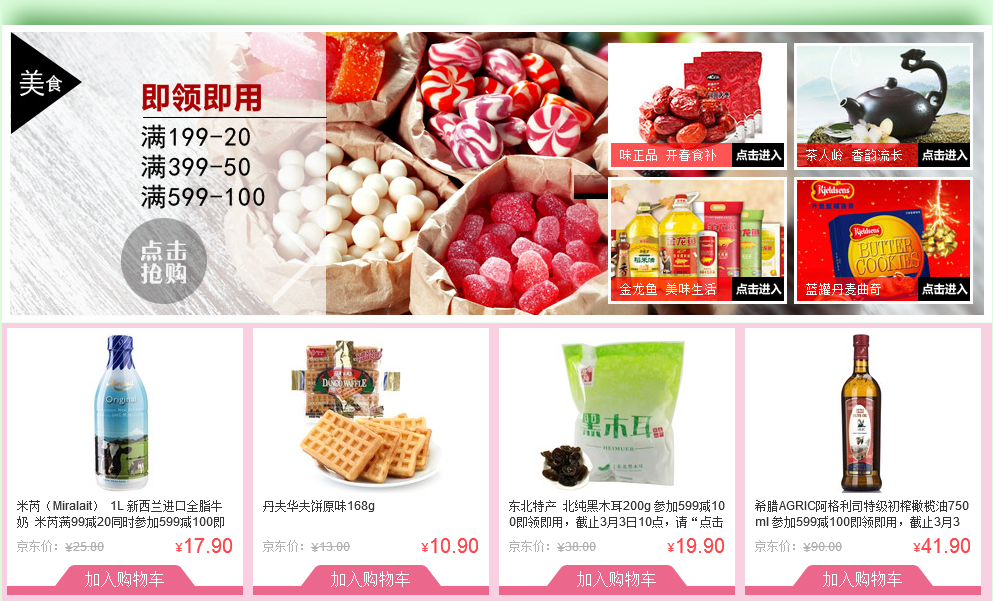 美食
即领即用
满199-20
满399-50
满599-100
点击
抢购
味正品 开春食补 点击进入
茶人岭 香韵流长 点击进入
金龙鱼 美味生活 点击进入
Kjeldsens
Kjeldsens
BUTTER
COOKIES
蓝罐丹麦曲奇 点击进入
Original
DANCO WAFFLE
黑木耳
HEIMUER
米芮（Miralait） 1L 新西兰进口全脂牛
奶 米芮满99减20同时参加599减100即
京东价：¥25.80 ¥17.90
加入购物车
丹夫华夫饼原味168g
京东价：¥13.00 ¥10.90
加入购物车
东北特产 北纯黑木耳200g 参加599减10
0即领即用，截止3月3日10点，请“点击
京东价：¥38.00 ¥19.90
加入购物车
希腊AGRIC阿格利司特级初榨橄榄油750
ml 参加599减100即领即用，截止3月3
京东价：¥90.00 ¥41.90
加入购物车